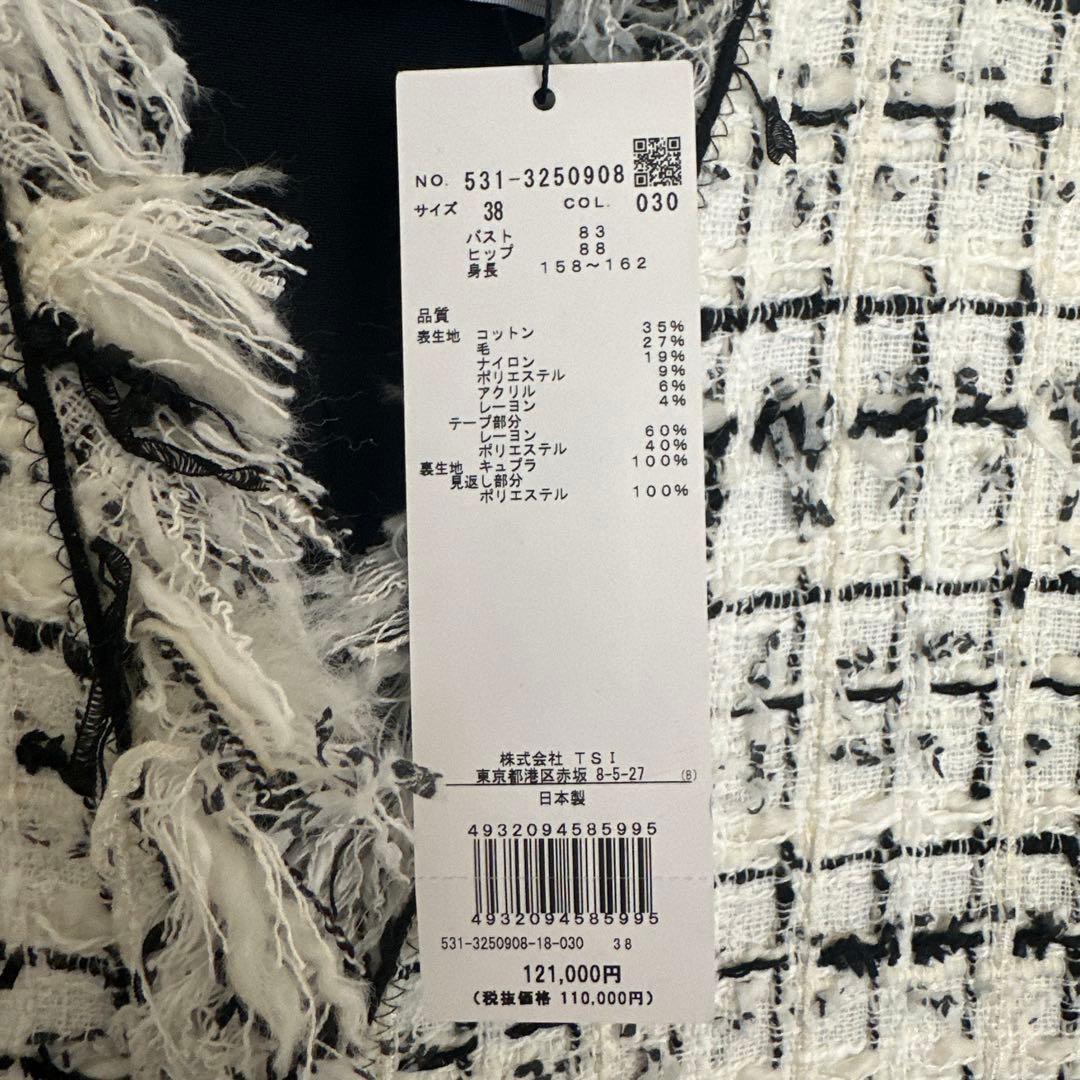 NO. 531-3250908
サイズ 38 COL. 030
バスト 83
ヒップ 88
身長 158～162
品質
表生地 コットン 35%
毛 27%
ナイロン 19%
ポリエステル 9%
アクリル 6%
レーヨン 4%
テープ部分
レーヨン 60%
ポリエステル 40%
裏生地 キュプラ 100%
見返し部分
ポリエステル 100%
株式会社 TSI
東京都港区赤坂 8-5-27 (B)
日本製
4932094585995
4932094585995
531-3250908-18-030 38
121,000円
(税抜価格 110,000円)